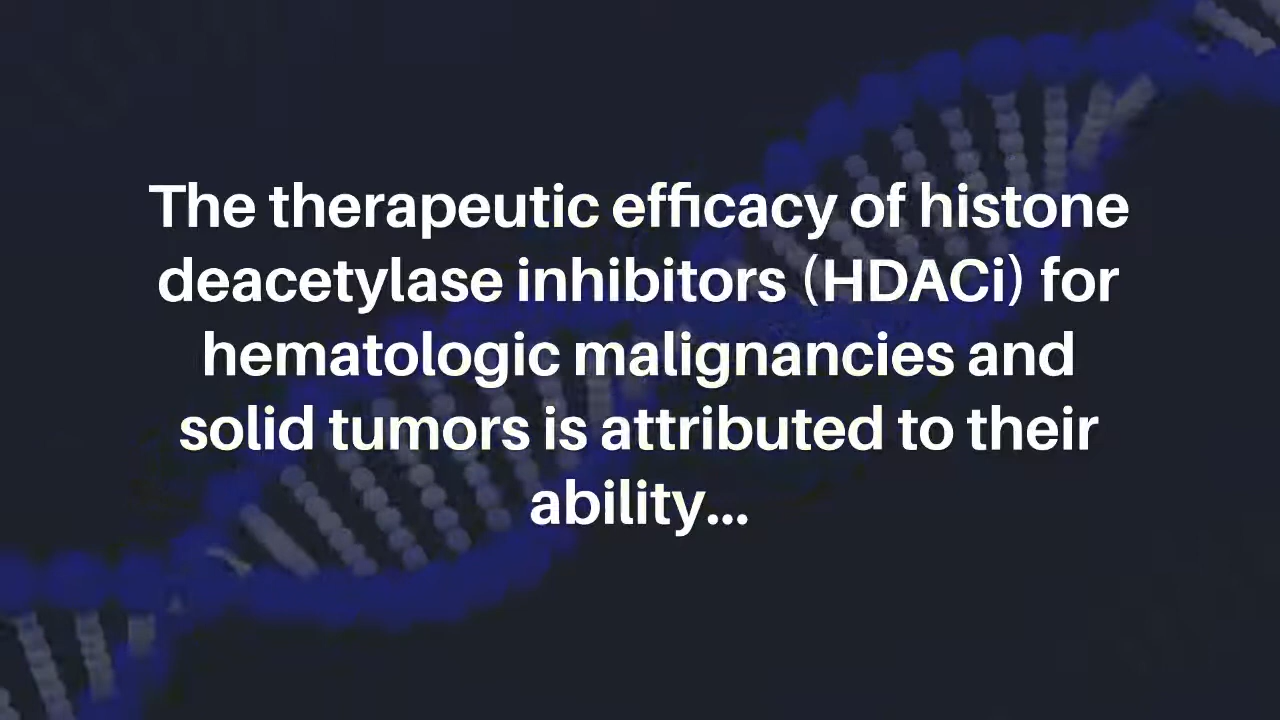 The therapeutic efficacy of histone
deacetylase inhibitors (HDACi) for
hematologic malignancies and
solid tumors is attributed to their
ability...